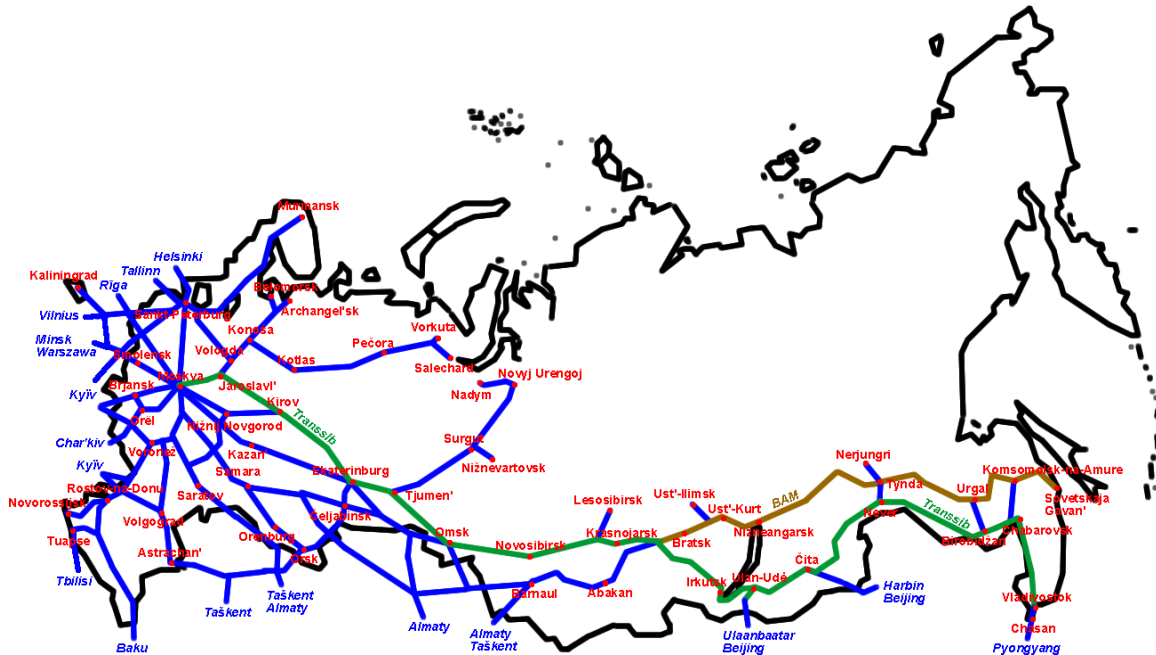 Murmansk
Helsinki
Tallinn
Kaliningrad
Rīga
Belomorsk
Archangel'sk
Vilnius
Sankt Peterburg
Konoša
Vorkuta
Minsk
Warszawa
Pečora
Smolensk
Vologda
Kotlas
Salechard
Moskva
Novyj Urengoj
Brjansk
Jaroslavl'
Nadym
Kyïv
Kirov
Orël
Nižnij Novgorod
Transsib
Char'kiv
Voronež
Kazan
Surgut
Nerjungri
Kyïv
Samara
Ekaterinburg
Nižnevartovsk
Komsomolsk-na-Amure
Rostov-na-Donu
Saratov
Tjumen'
Tynda
Novorossijsk
Lesosibirsk
Ust'-Ilimsk
BAM
Urgal
Sovetskaja
Gavan'
Volgograd
Čeljabinsk
Ust'-Kurt
Neve
Transsib
Tuapse
Orenburg
Omsk
Krasnojarsk
Bratsk
Nižneangarsk
Birobidžan
Chabarovsk
Astrachan'
Orsk
Novosibirsk
Čita
Tbilisi
Taškent
Taškent
Almaty
Barnaul
Abakan
Irkutsk
Ulan-Udė
Harbin
Beijing
Vladivostok
Almaty
Almaty
Taškent
Chasan
Baku
Ulaanbaatar
Beijing
Pyongyang